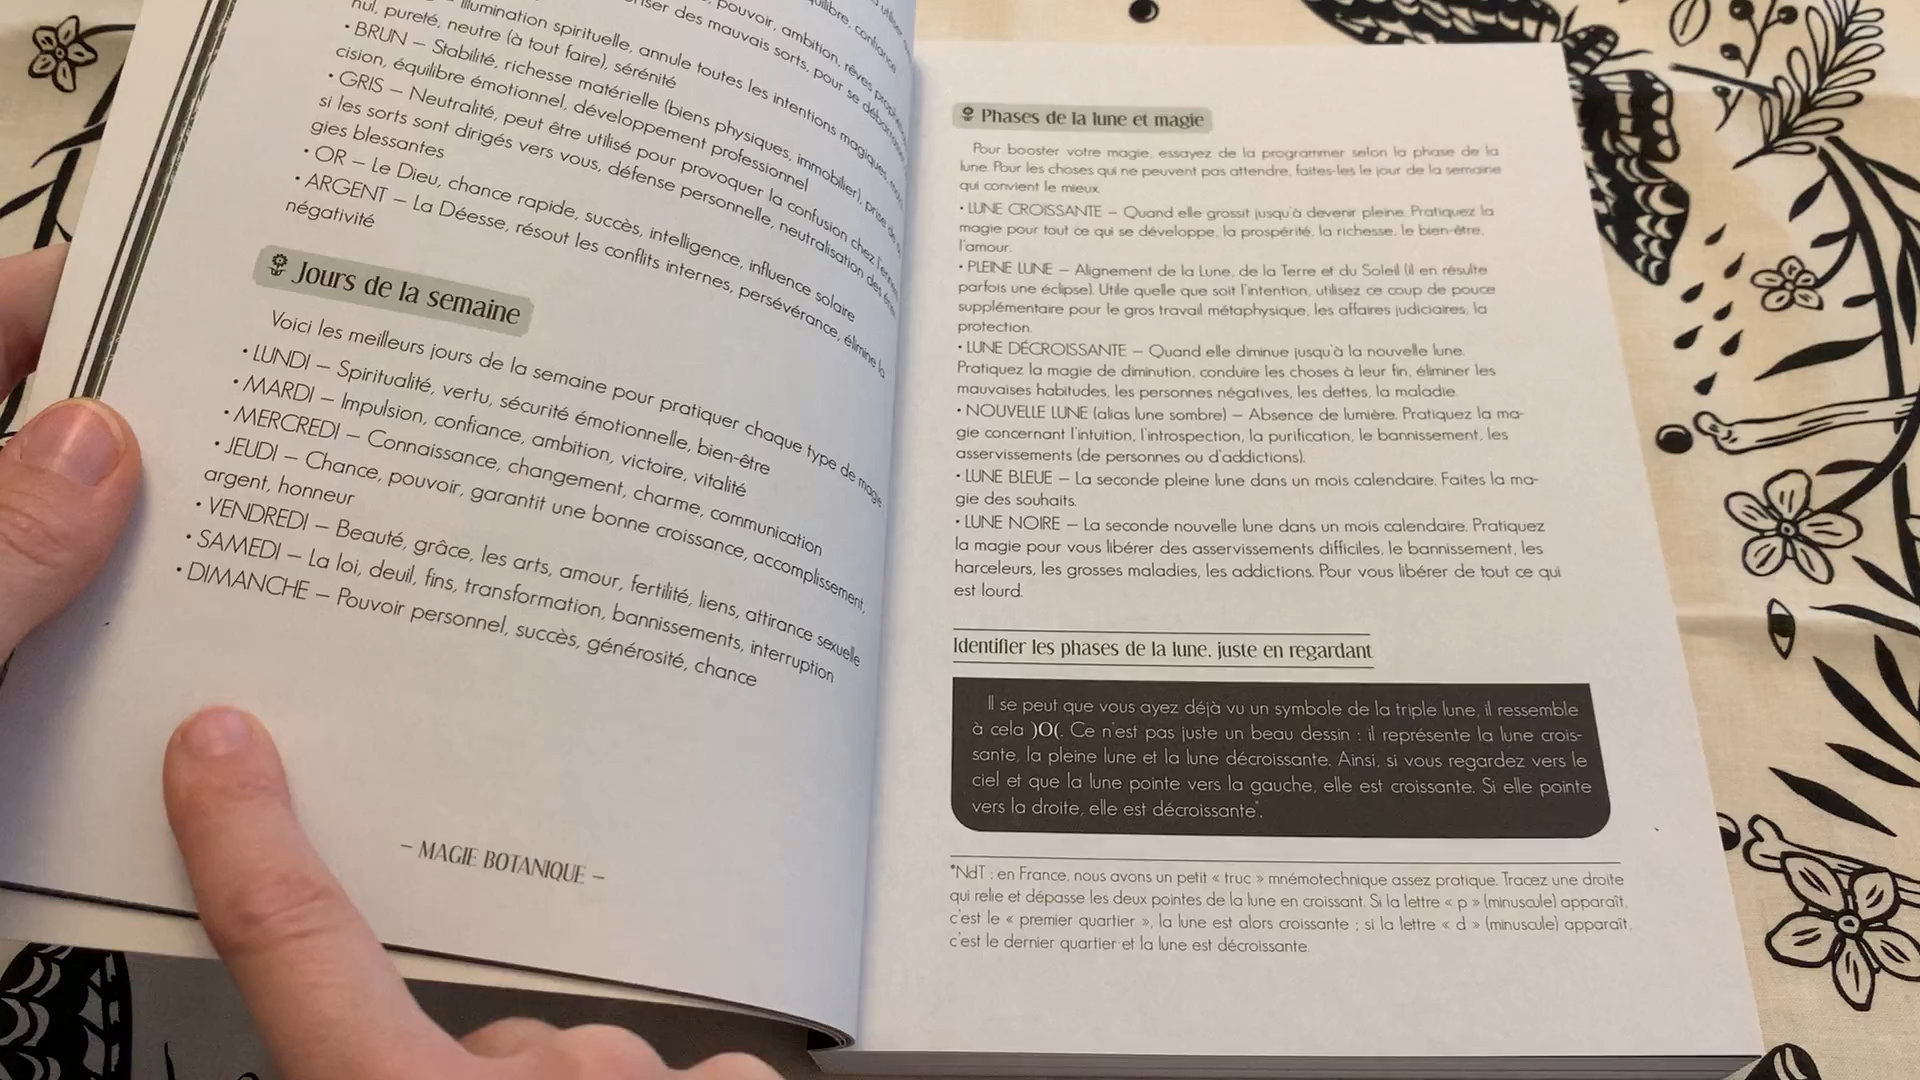 pouvoir, ambition, rêves
iser des mauvais sorts, pour se
illumination spirituelle, annule toutes les intentions magiques,
nul, pureté, neutre (à tout faire), sérénité
• BRUN – Stabilité, richesse matérielle (biens physiques, immobilier), prise de
cision, équilibre émotionnel, développement professionnel
• GRIS – Neutralité, peut être utilisé pour provoquer la confusion chez
si les sorts sont dirigés vers vous, défense personnelle, neutralisation des
gies blessantes
• OR – Le Dieu, chance rapide, succès, intelligence, influence solaire
• ARGENT – La Déesse, résout les conflits internes, persévérance, élimine la
négativité
Jours de la semaine
Voici les meilleurs jours de la semaine pour pratiquer chaque type de magie
• LUNDI – Spiritualité, vertu, sécurité émotionnelle, bien-être
• MARDI – Impulsion, confiance, ambition, victoire, vitalité
• MERCREDI – Connaissance, changement, charme, communication
• JEUDI – Chance, pouvoir, garantit une bonne croissance, accomplissement,
argent, honneur
• VENDREDI – Beauté, grâce, les arts, amour, fertilité, liens, attirance sexuelle
• SAMEDI – La loi, deuil, fins, transformation, bannissements, interruption
• DIMANCHE – Pouvoir personnel, succès, générosité, chance
– MAGIE BOTANIQUE –
Phases de la lune et magie
Pour booster votre magie, essayez de la programmer selon la phase de la
lune. Pour les choses qui ne peuvent pas attendre, faites-les le jour de la semaine
qui convient le mieux.
• LUNE CROISSANTE – Quand elle grossit jusqu'à devenir pleine. Pratiquez la
magie pour tout ce qui se développe, la prospérité, la richesse, le bien-être,
l'amour.
• PLEINE LUNE – Alignement de la Lune, de la Terre et du Soleil (il en résulte
parfois une éclipse). Utile quelle que soit l'intention, utilisez ce coup de pouce
supplémentaire pour le gros travail métaphysique, les affaires judiciaires, la
protection.
• LUNE DÉCROISSANTE – Quand elle diminue jusqu'à la nouvelle lune.
Pratiquez la magie de diminution, conduire les choses à leur fin, éliminer les
mauvaises habitudes, les personnes négatives, les dettes, la maladie.
• NOUVELLE LUNE (alias lune sombre) – Absence de lumière. Pratiquez la ma-
gie concernant l'intuition, l'introspection, la purification, le bannissement, les
asservissements (de personnes ou d'addictions).
• LUNE BLEUE – La seconde pleine lune dans un mois calendaire. Faites la ma-
gie des souhaits.
• LUNE NOIRE – La seconde nouvelle lune dans un mois calendaire. Pratiquez
la magie pour vous libérer des asservissements difficiles, le bannissement, les
harceleurs, les grosses maladies, les addictions. Pour vous libérer de tout ce qui
est lourd.
Identifier les phases de la lune, juste en regardant
Il se peut que vous ayez déjà vu un symbole de la triple lune, il ressemble
à cela )O(. Ce n'est pas juste un beau dessin : il représente la lune crois-
sante, la pleine lune et la lune décroissante. Ainsi, si vous regardez vers le
ciel et que la lune pointe vers la gauche, elle est croissante. Si elle pointe
vers la droite, elle est décroissante*.
*NdT : en France, nous avons un petit « truc » mnémotechnique assez pratique. Tracez une droite
qui relie et dépasse les deux pointes de la lune en croissant. Si la lettre « p » (minuscule) apparaît,
c'est le « premier quartier », la lune est alors croissante ; si la lettre « d » (minuscule) apparaît,
c'est le dernier quartier et la lune est décroissante.